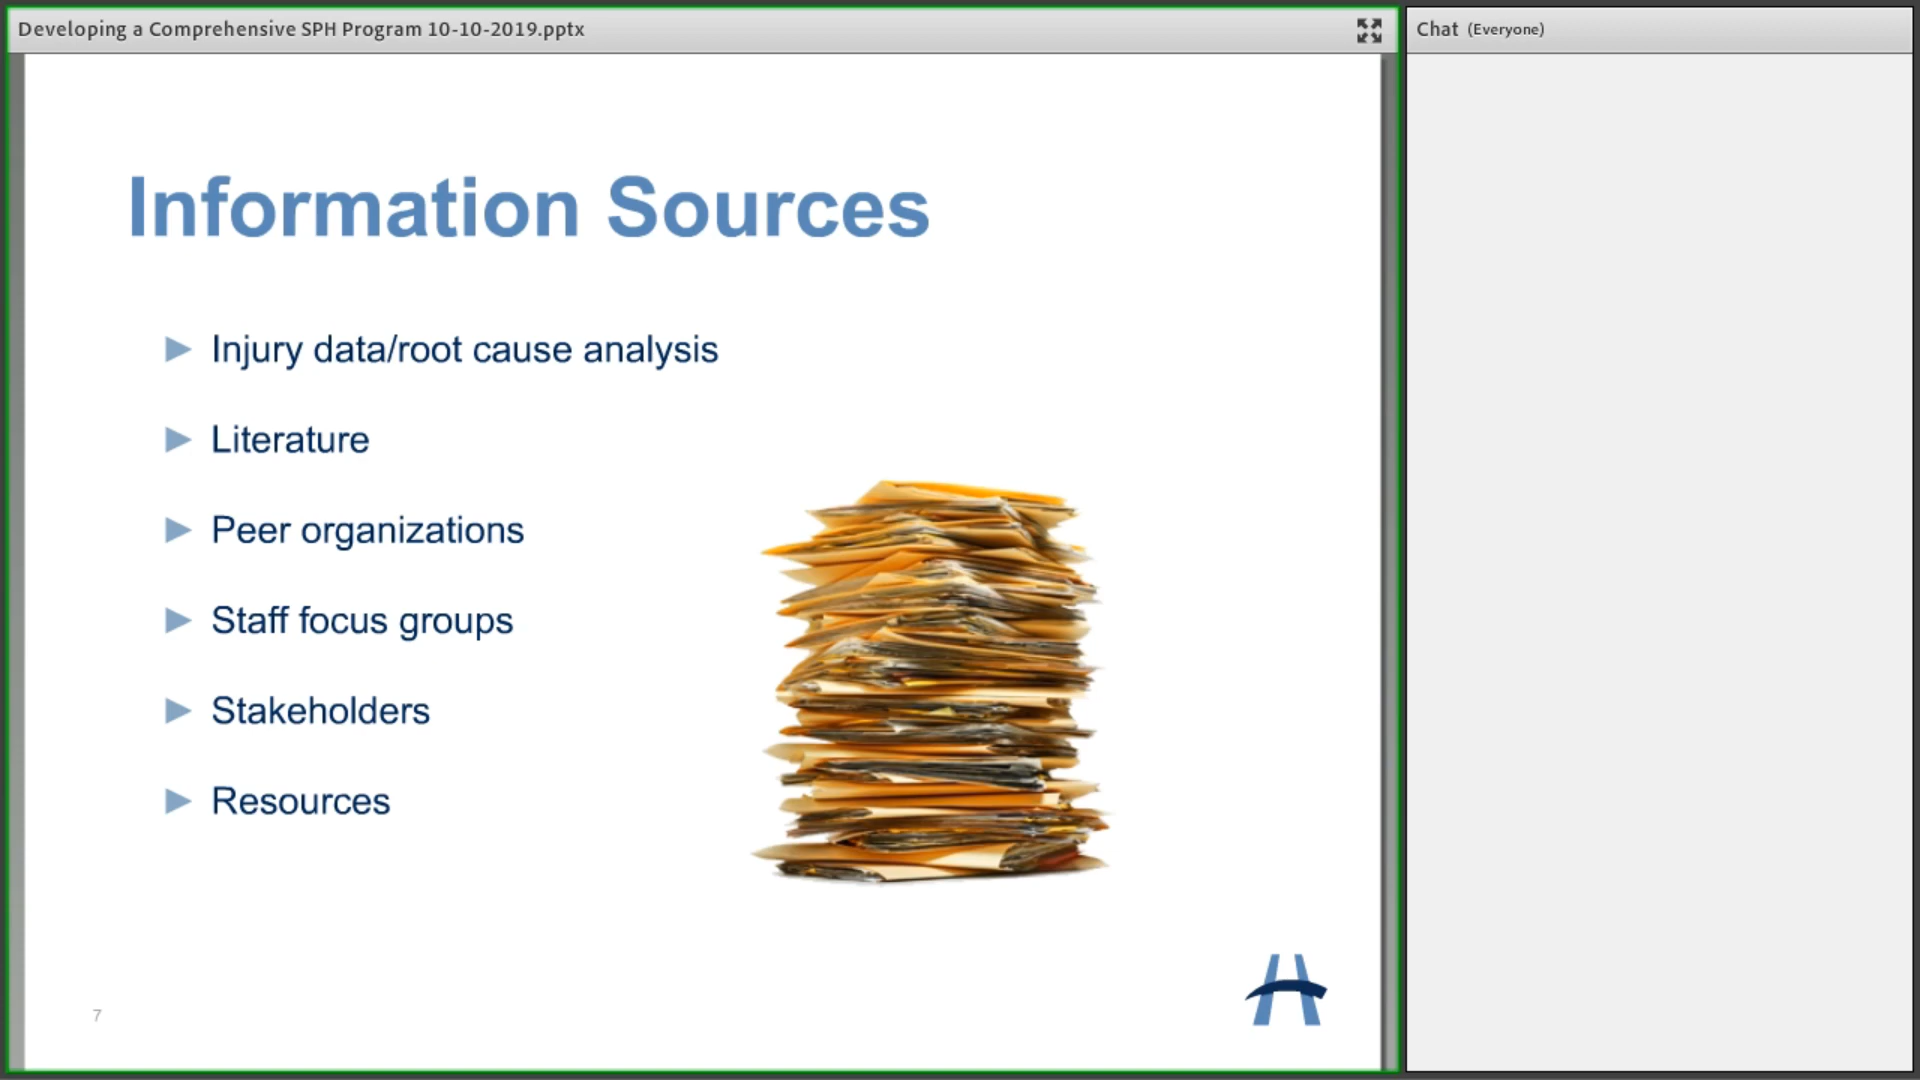 Developing a Comprehensive SPH Program 10-10-2019.pptx
Chat (Everyone)
Information Sources
Injury data/root cause analysis
Literature
Peer organizations
Staff focus groups
Stakeholders
Resources
7